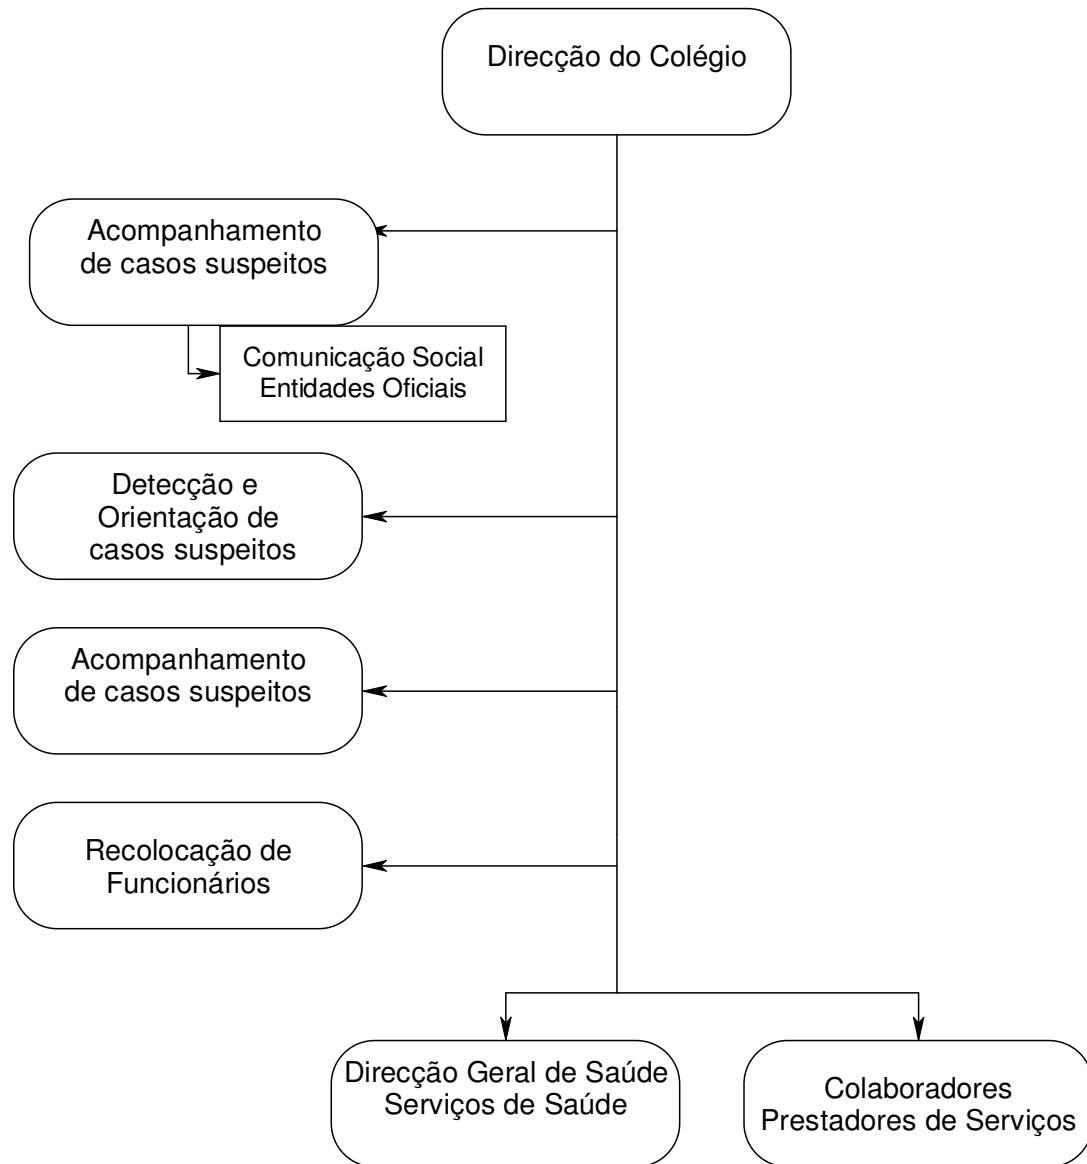 Direcção do Colégio
Acompanhamento
de casos suspeitos
Comunicação Social
Entidades Oficiais
Detecção e
Orientação de
casos suspeitos
Acompanhamento
de casos suspeitos
Recolocação de
Funcionários
Direcção Geral de Saúde
Serviços de Saúde
Colaboradores
Prestadores de Serviços